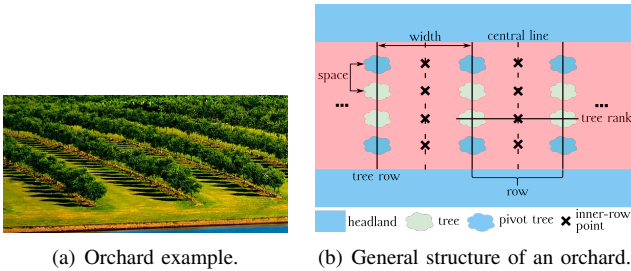 width
central line
space
...
...
tree rank
tree row
row
headland
tree
pivot tree
inner-row
point
(a) Orchard example.
(b) General structure of an orchard.